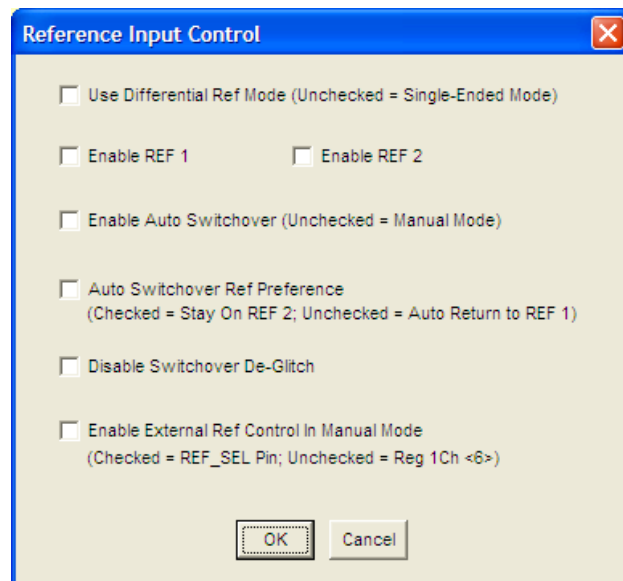 Reference Input Control
Use Differential Ref Mode (Unchecked = Single-Ended Mode)
Enable REF 1
Enable REF 2
Enable Auto Switchover (Unchecked = Manual Mode)
Auto Switchover Ref Preference
(Checked = Stay On REF 2; Unchecked = Auto Return to REF 1)
Disable Switchover De-Glitch
Enable External Ref Control In Manual Mode
(Checked = REF_SEL Pin; Unchecked = Reg 1Ch <6>)
OK
Cancel